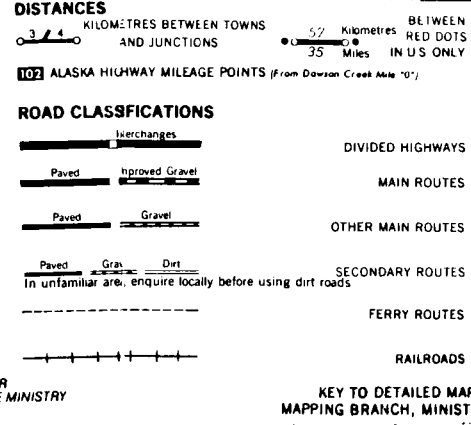 DISTANCES
3 4 KILOMETRES BETWEEN TOWNS AND JUNCTIONS
Kilometres
35 Miles
BETWEEN RED DOTS IN U S ONLY
102 ALASKA HIGHWAY MILEAGE POINTS (From Dawson Creek Mile "0")
ROAD CLASSIFICATIONS
terchanges
DIVIDED HIGHWAYS
Paved mproved Gravel
MAIN ROUTES
Paved Gravel
OTHER MAIN ROUTES
Paved Grav Dirt
SECONDARY ROUTES
In unfamiliar area, enquire locally before using dirt roads
FERRY ROUTES
RAILROADS
R
E MINISTRY
KEY TO DETAILED MAP
MAPPING BRANCH, MINIST